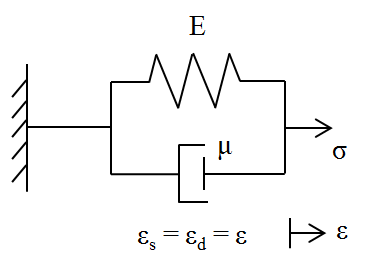 E
μ
σ
εs = εd = ε
ε